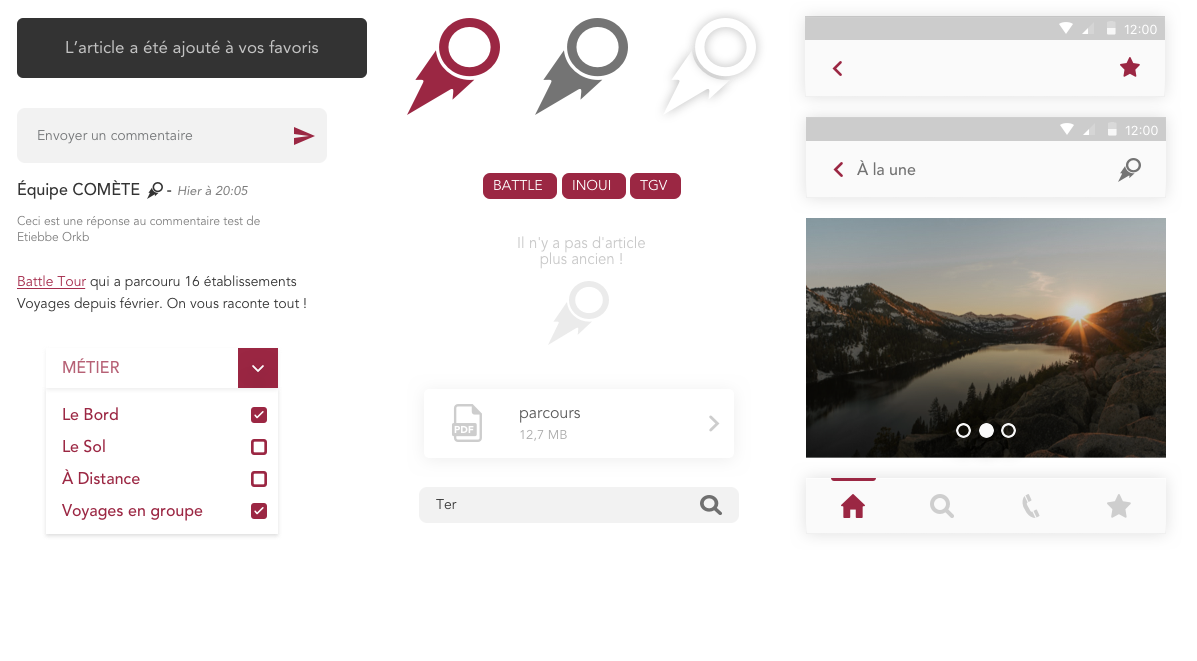 L’article a été ajouté à vos favoris
Envoyer un commentaire
Équipe COMÈTE - Hier à 20:05
Ceci est une réponse au commentaire test de
Etiebbe Orkb
Battle Tour qui a parcouru 16 établissements
Voyages depuis février. On vous raconte tout !
MÉTIER
Le Bord
Le Sol
À Distance
Voyages en groupe
BATTLE INOUI TGV
Il n'y a pas d'article
plus ancien !
PDF
parcours
12,7 MB
Ter
12:00
12:00
À la une